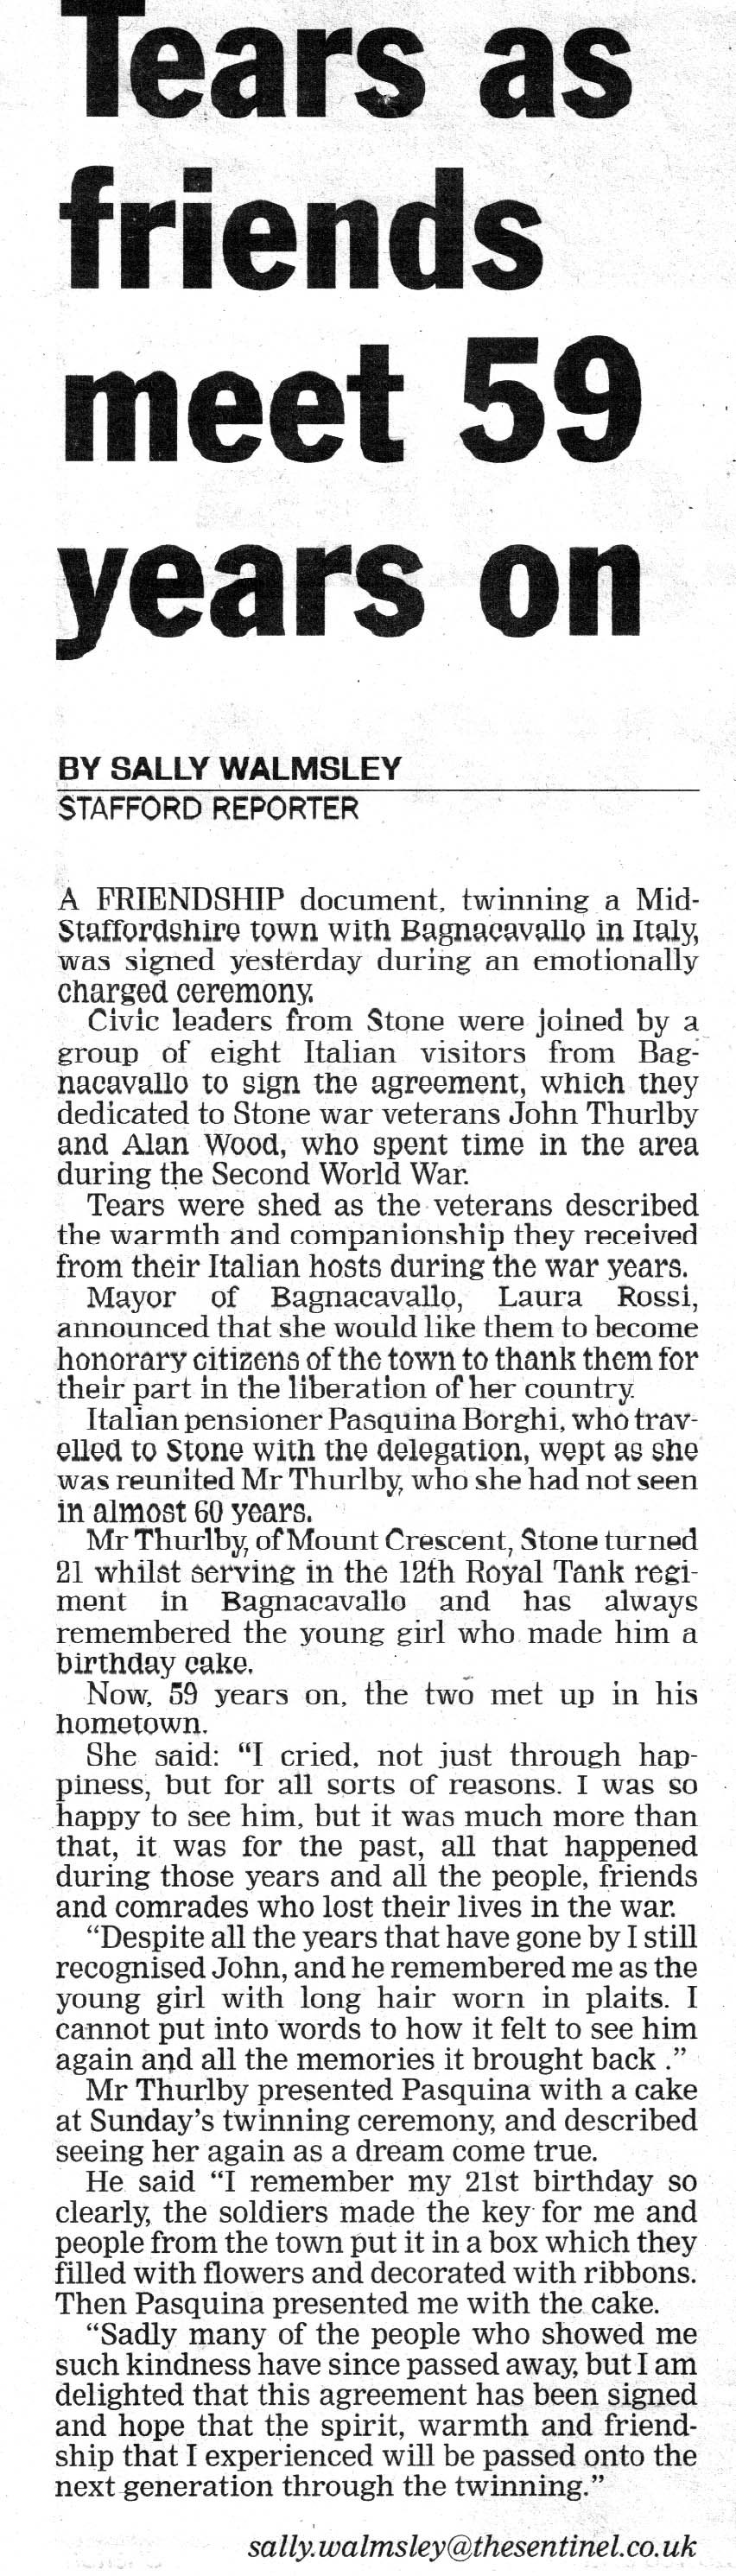 Tears as
friends
meet 59
years on
BY SALLY WALMSLEY
STAFFORD REPORTER
A FRIENDSHIP document, twinning a Mid-
Staffordshire town with Bagnacavallo in Italy,
was signed yesterday during an emotionally
charged ceremony.
Civic leaders from Stone were joined by a
group of eight Italian visitors from Bag-
nacavallo to sign the agreement, which they
dedicated to Stone war veterans John Thurlby
and Alan Wood, who spent time in the area
during the Second World War.
Tears were shed as the veterans described
the warmth and companionship they received
from their Italian hosts during the war years.
Mayor of Bagnacavallo, Laura Rossi,
announced that she would like them to become
honorary citizens of the town to thank them for
their part in the liberation of her country.
Italian pensioner Pasquina Borghi, who trav-
elled to Stone with the delegation, wept as she
was reunited Mr Thurlby, who she had not seen
in almost 60 years.
Mr Thurlby, of Mount Crescent, Stone turned
21 whilst serving in the 12th Royal Tank regi-
ment in Bagnacavallo and has always
remembered the young girl who made him a
birthday cake.
Now, 59 years on, the two met up in his
hometown.
She said: “I cried, not just through hap-
piness, but for all sorts of reasons. I was so
happy to see him, but it was much more than
that, it was for the past, all that happened
during those years and all the people, friends
and comrades who lost their lives in the war.
“Despite all the years that have gone by I still
recognised John, and he remembered me as the
young girl with long hair worn in plaits. I
cannot put into words to how it felt to see him
again and all the memories it brought back .”
Mr Thurlby presented Pasquina with a cake
at Sunday’s twinning ceremony, and described
seeing her again as a dream come true.
He said “I remember my 21st birthday so
clearly, the soldiers made the key for me and
people from the town put it in a box which they
filled with flowers and decorated with ribbons.
Then Pasquina presented me with the cake.
“Sadly many of the people who showed me
such kindness have since passed away, but I am
delighted that this agreement has been signed
and hope that the spirit, warmth and friend-
ship that I experienced will be passed onto the
next generation through the twinning.”
sally.walmsley@thesentinel.co.uk